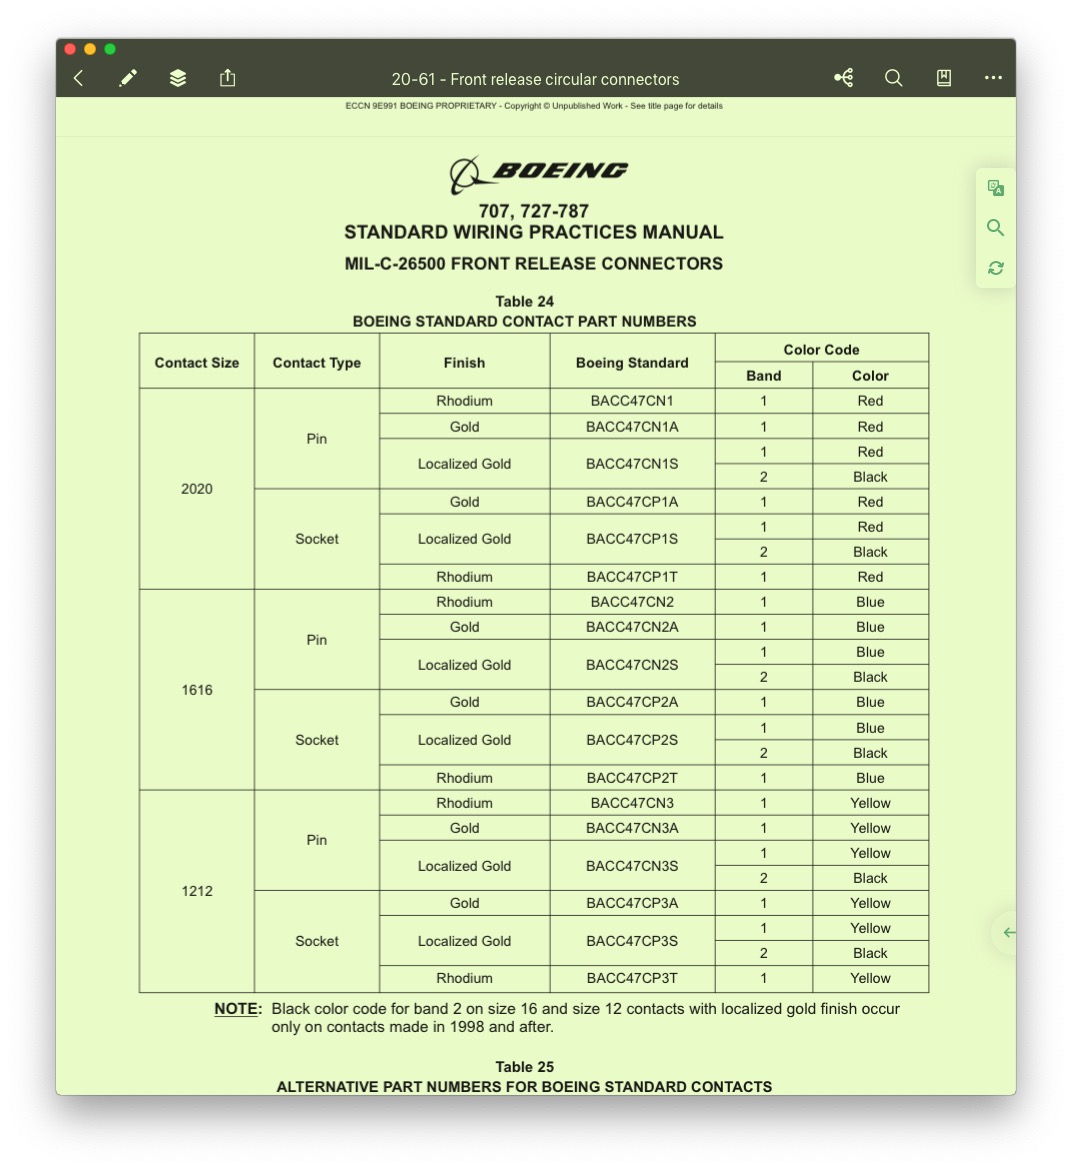 20-61 - Front release circular connectors
ECCN 9E991 BOEING PROPRIETARY - Copyright © Unpublished Work - See title page for details
BOEING
707, 727-787
STANDARD WIRING PRACTICES MANUAL
MIL-C-26500 FRONT RELEASE CONNECTORS
Table 24
BOEING STANDARD CONTACT PART NUMBERS
Contact Size Contact Type Finish Boeing Standard Color Code
Band Color
2020 Pin Rhodium BACC47CN1 1 Red
Gold BACC47CN1A 1 Red
Localized Gold BACC47CN1S 1 Red
2 Black
Socket Gold BACC47CP1A 1 Red
Localized Gold BACC47CP1S 1 Red
2 Black
Rhodium BACC47CP1T 1 Red
1616 Pin Rhodium BACC47CN2 1 Blue
Gold BACC47CN2A 1 Blue
Localized Gold BACC47CN2S 1 Blue
2 Black
Socket Gold BACC47CP2A 1 Blue
Localized Gold BACC47CP2S 1 Blue
2 Black
Rhodium BACC47CP2T 1 Blue
1212 Pin Rhodium BACC47CN3 1 Yellow
Gold BACC47CN3A 1 Yellow
Localized Gold BACC47CN3S 1 Yellow
2 Black
Socket Gold BACC47CP3A 1 Yellow
Localized Gold BACC47CP3S 1 Yellow
2 Black
Rhodium BACC47CP3T 1 Yellow
NOTE: Black color code for band 2 on size 16 and size 12 contacts with localized gold finish occur
only on contacts made in 1998 and after.
Table 25
ALTERNATIVE PART NUMBERS FOR BOEING STANDARD CONTACTS